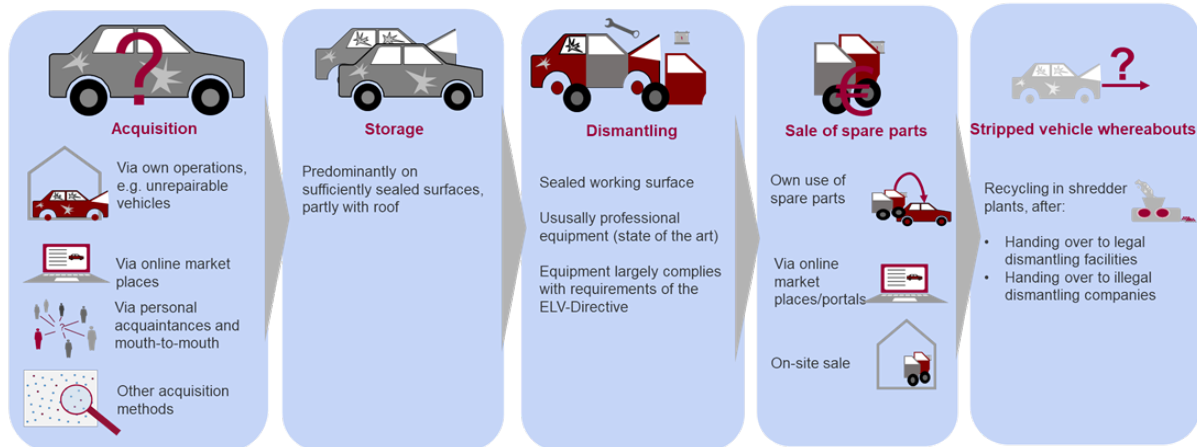 Acquisition
Via own operations,
e.g. unrepairable
vehicles
Via online market
places
Via personal
acquaintances and
mouth-to-mouth
Other acquisition
methods
Storage
Predominantly on
sufficiently sealed surfaces,
partly with roof
Dismantling
Sealed working surface
Ususally professional
equipment (state of the art)
Equipment largely complies
with requirements of the
ELV-Directive
Sale of spare parts
Own use of
spare parts
Via online
market
places/portals
On-site sale
Stripped vehicle whereabouts
Recycling in shredder
plants, after:
• Handing over to legal
dismantling facilities
• Handing over to illegal
dismantling companies